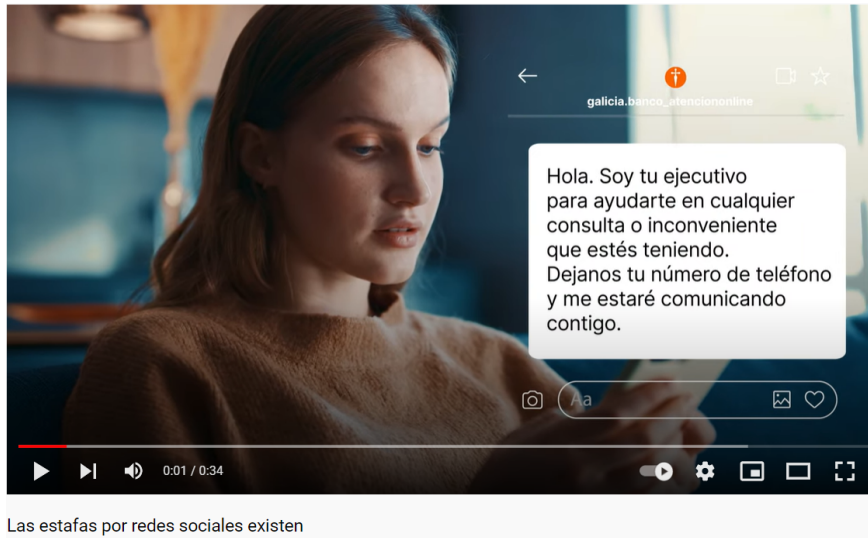 galicia.banco_atenciononline
Hola. Soy tu ejecutivo
para ayudarte en cualquier
consulta o inconveniente
que estés teniendo.
Dejanos tu número de teléfono
y me estaré comunicando
contigo.
Aa
0:01 / 0:34
Las estafas por redes sociales existen